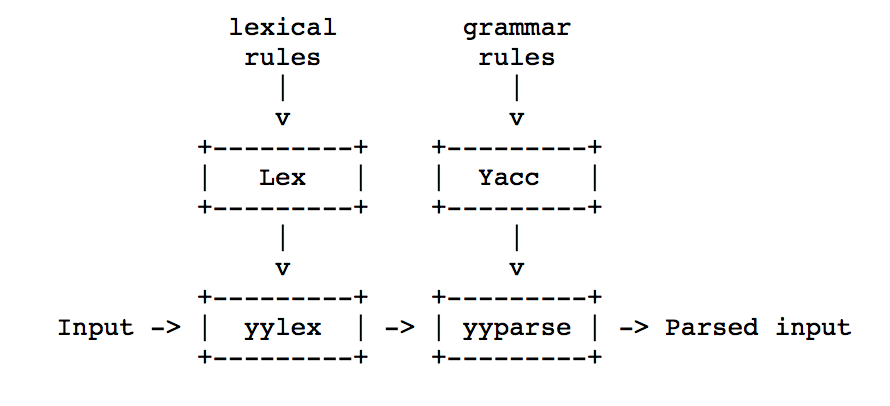 lexical        grammar
          rules          rules
            |              |
            v              v
       +---------+    +---------+
       |   Lex   |    |  Yacc   |
       +---------+    +---------+
            |              |
            v              v
       +---------+    +---------+
Input -> |  yylex  | -> | yyparse | -> Parsed input
       +---------+    +---------+